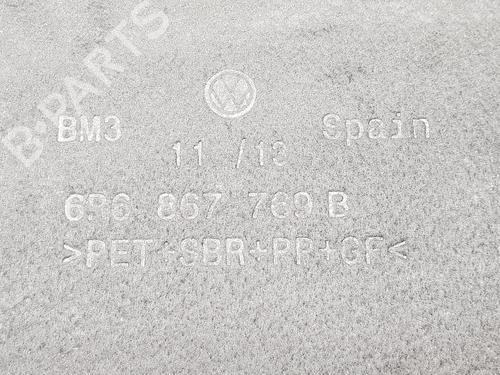 B-PARTS
BM3 Spain
11 /13
6R6 867 769 B
>PET+SBR+PP+GF<